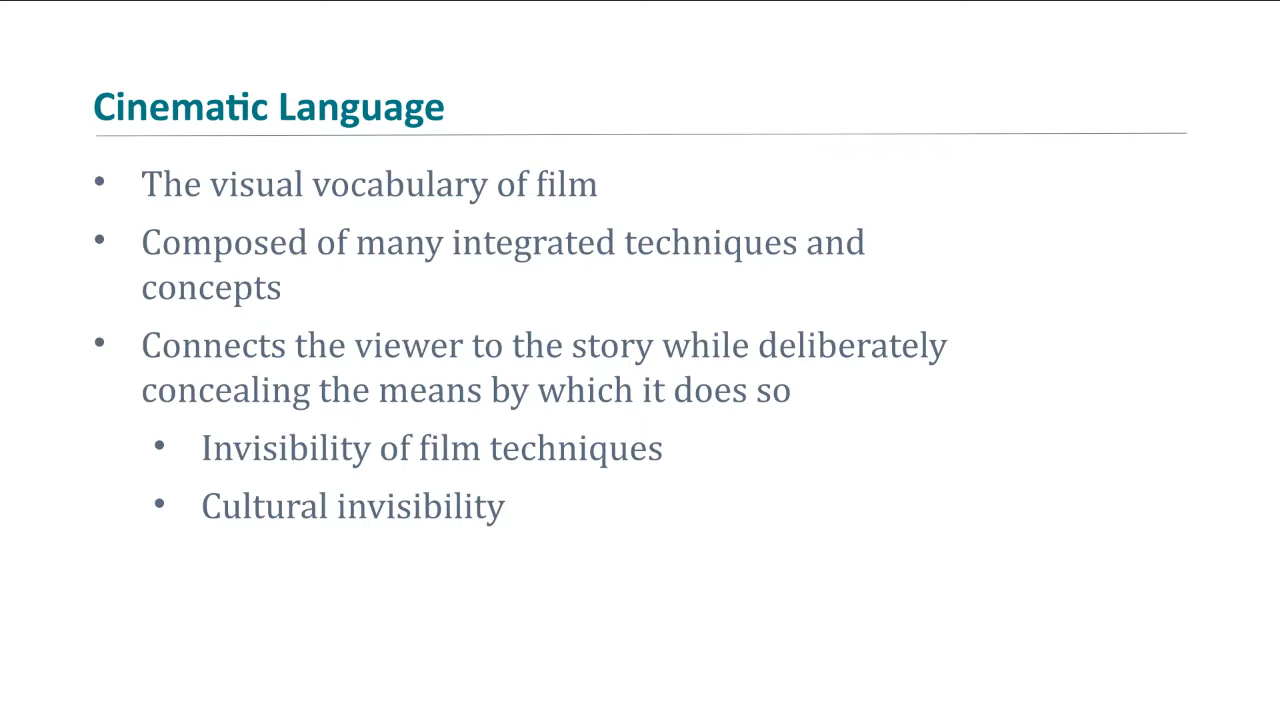 Cinematic Language
• The visual vocabulary of film
• Composed of many integrated techniques and
concepts
• Connects the viewer to the story while deliberately
concealing the means by which it does so
• Invisibility of film techniques
• Cultural invisibility